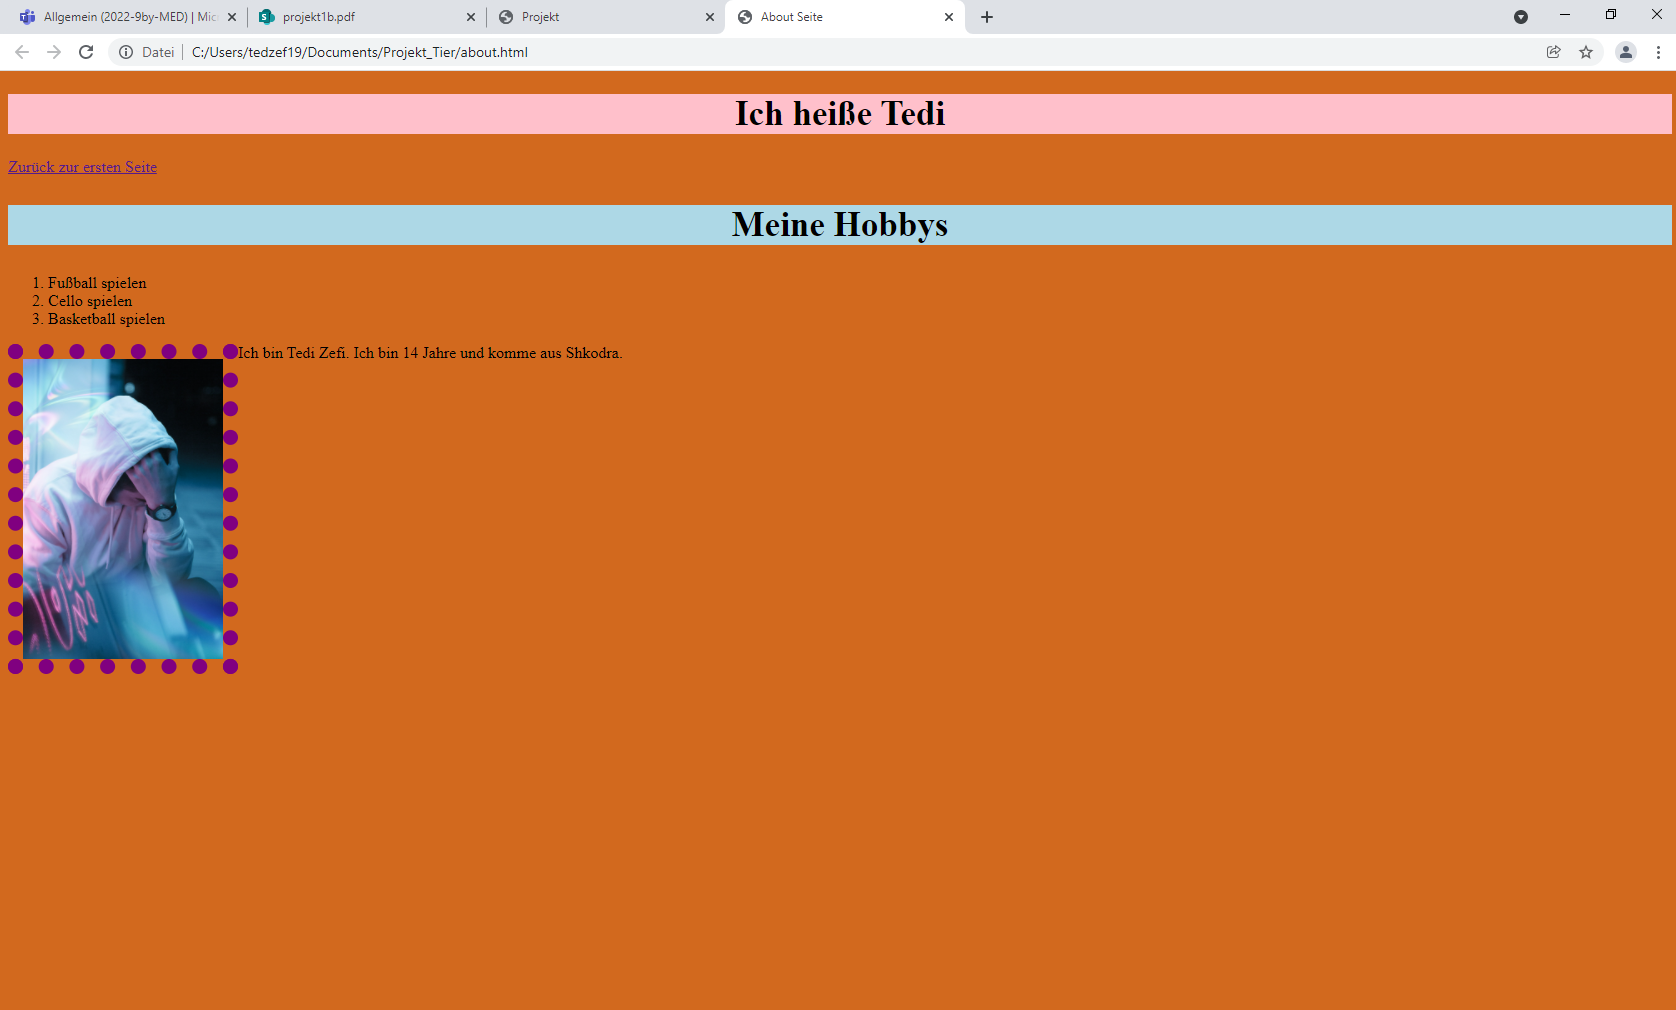 Allgemein (2022-9by-MED) | Mic
projekt1b.pdf
Projekt
About Seite
Datei
C:/Users/tedzef19/Documents/Projekt_Tier/about.html
Ich heiße Tedi
Zurück zur ersten Seite
Meine Hobbys
1. Fußball spielen
2. Cello spielen
3. Basketball spielen
Ich bin Tedi Zefi. Ich bin 14 Jahre und komme aus Shkodra.